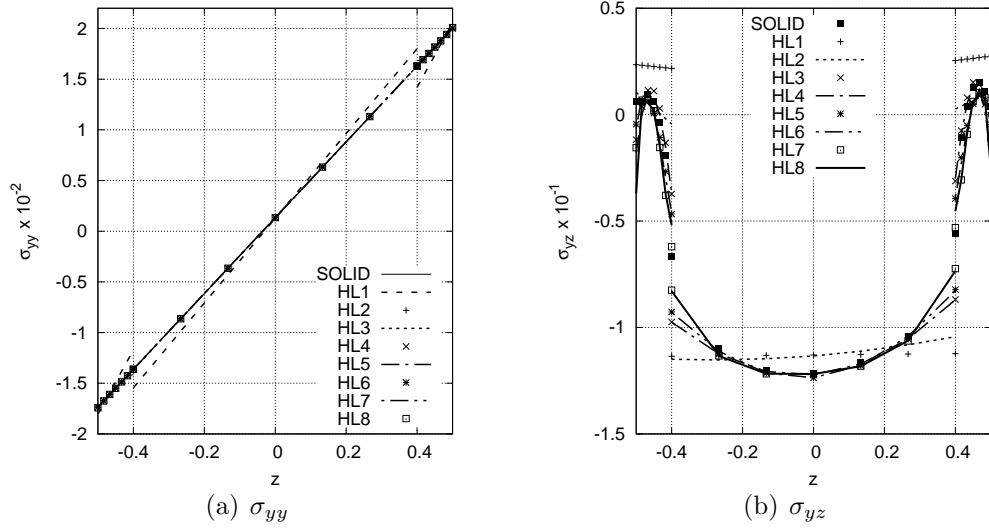 σyy x 10^-2
2
1.5
1
0.5
0
-0.5
-1
-1.5
-2
-0.4
-0.2
0
0.2
0.4
z
SOLID
HL1
HL2
HL3
HL4
HL5
HL6
HL7
HL8
(a) σyy
σyz x 10^-1
0.5
0
-0.5
-1
-1.5
-0.4
-0.2
0
0.2
0.4
z
SOLID
HL1
HL2
HL3
HL4
HL5
HL6
HL7
HL8
(b) σyz